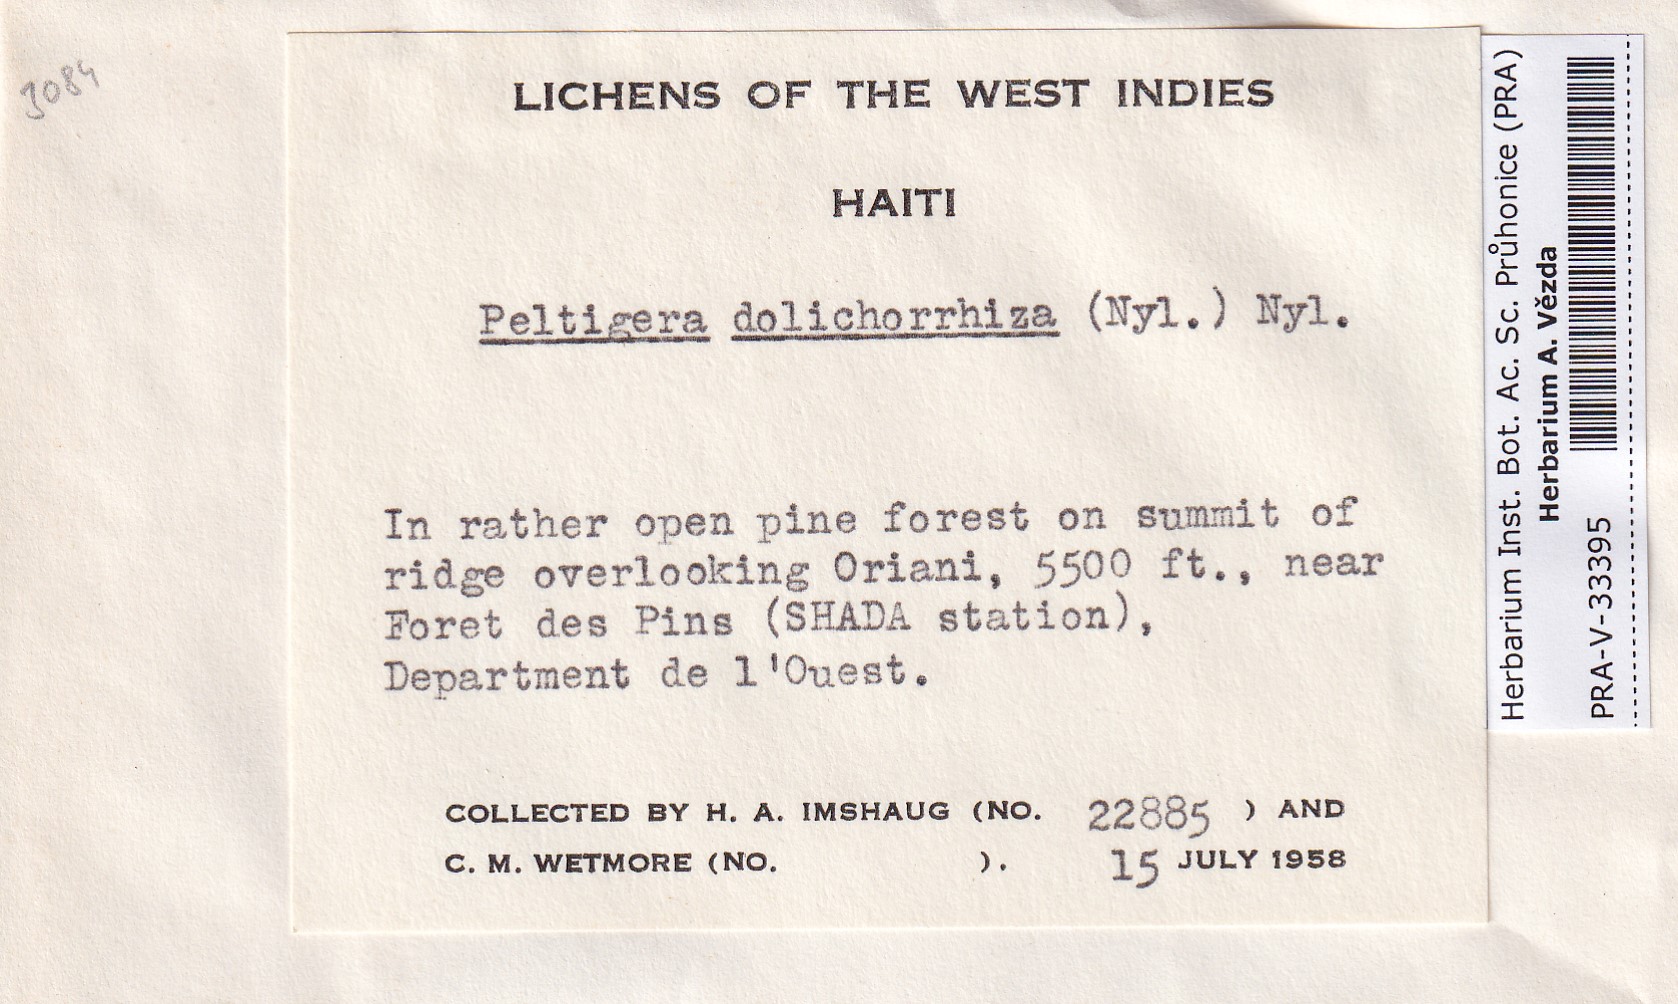 3084
LICHENS OF THE WEST INDIES
HAITI
Peltigera dolichorrhiza (Nyl.) Nyl.
In rather open pine forest on summit of
ridge overlooking Oriani, 5500 ft., near
Foret des Pins (SHADA station),
Department de l'Ouest.
COLLECTED BY H. A. IMSHAUG (NO. 22885 ) AND
C. M. WETMORE (NO. ). 15 JULY 1958
Herbarium Inst. Bot. Ac. Sc. Průhonice (PRA)
Herbarium A. Vězda
PRA-V-33395